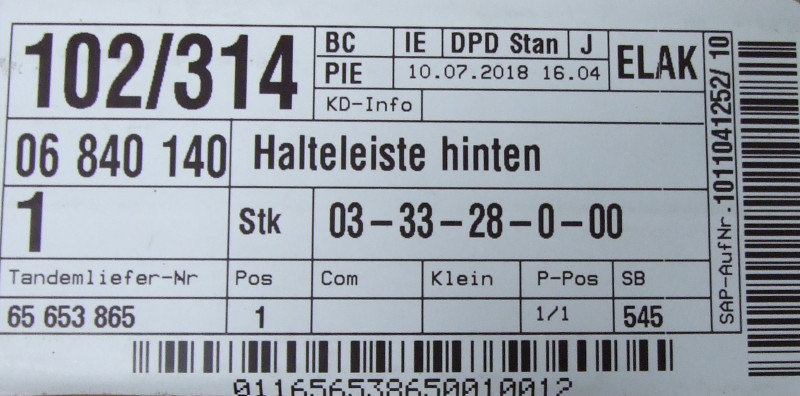 102/314
BC IE DPD Stan J
PIE 10.07.2018 16.04
KD-Info
ELAK
06 840 140 Halteleiste hinten
1 Stk 03-33-28-0-00
Tandemliefer-Nr Pos Com Klein P-Pos SB
65 653 865 1 1/1 545
SAP-AufNr.1011041252/ 10
011656538650010012